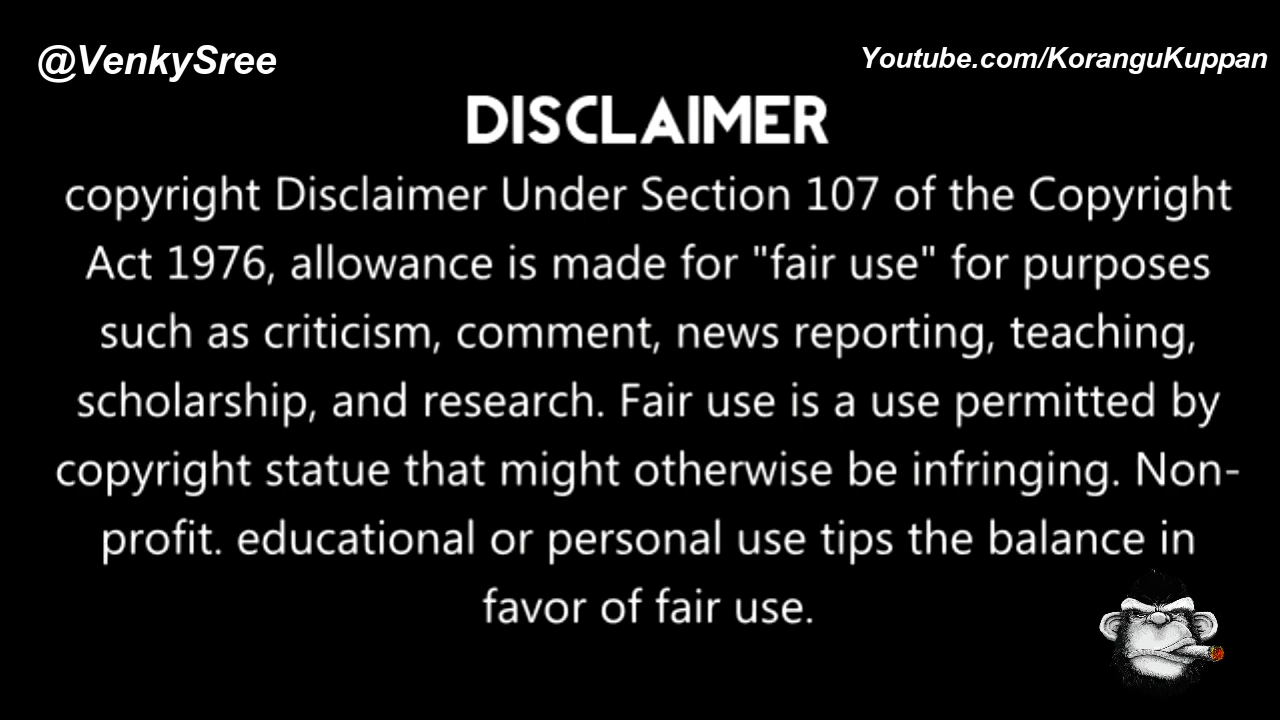 @VenkySree
Youtube.com/KoranguKuppan
DISCLAIMER
copyright Disclaimer Under Section 107 of the Copyright
Act 1976, allowance is made for "fair use" for purposes
such as criticism, comment, news reporting, teaching,
scholarship, and research. Fair use is a use permitted by
copyright statue that might otherwise be infringing. Non-
profit. educational or personal use tips the balance in
favor of fair use.